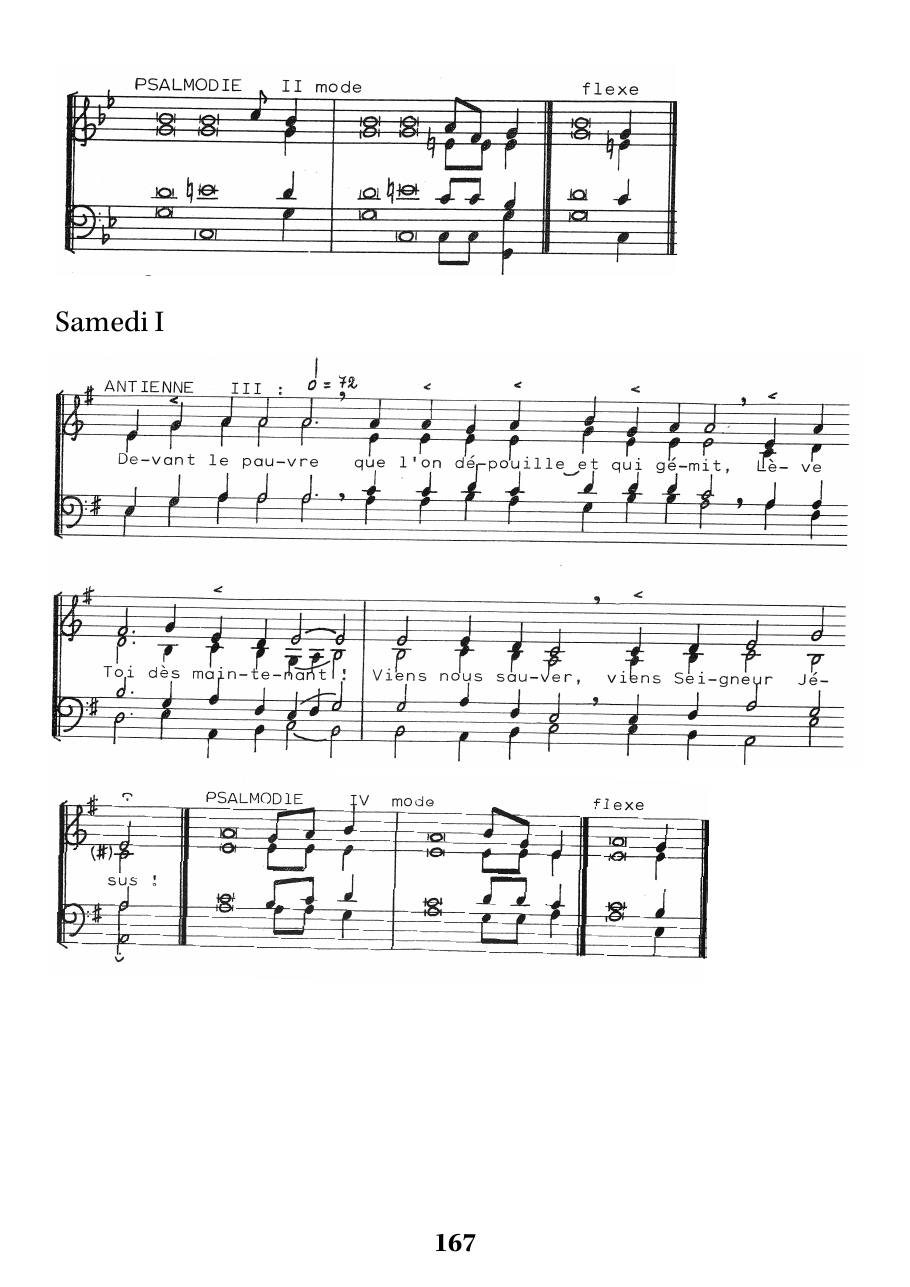 PSALMODIE II mode flexe
Samedi I
ANTIENNE III : = 72
De-vant le pau-vre que l'on dé-pouille et qui gé-mit, Lè- ve
Toi dès main-te-nant ! Viens nous sau-ver, viens Sei-gneur Jé-
PSALMODIE IV mode flexe
(#)
sus !
167